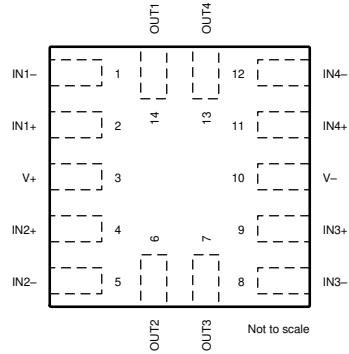 OUT1 OUT4
IN1– 1 12 IN4–
14 13
IN1+ 2 11 IN4+
V+ 3 10 V–
IN2+ 4 9 IN3+
6 7
IN2– 5 8 IN3–
OUT2 OUT3
Not to scale